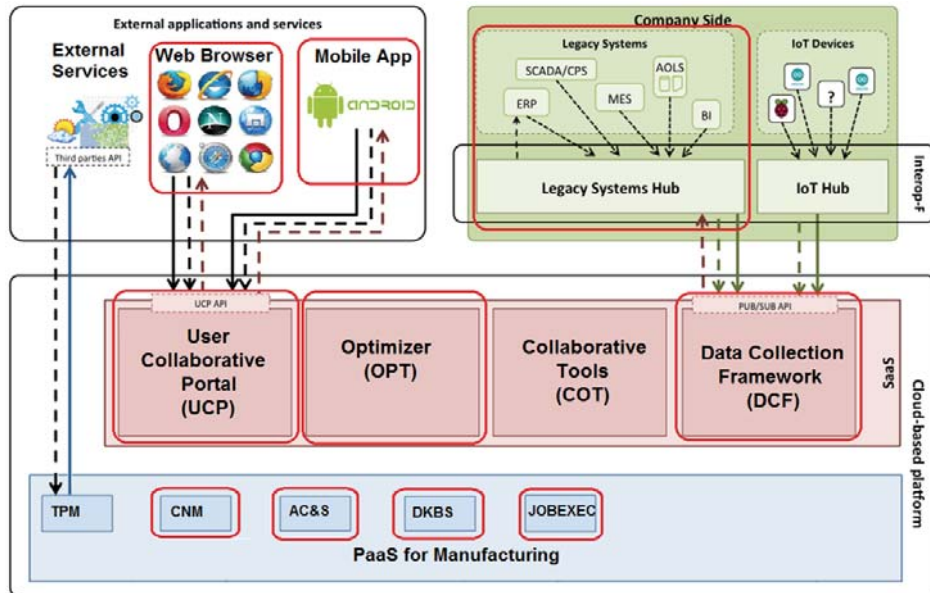 External applications and services
External
Services
Web Browser
Mobile App
ANDROID
Third parties API
Company Side
Legacy Systems
IoT Devices
SCADA/CPS
AOLS
ERP
MES
BI
?
Legacy Systems Hub
IoT Hub
Interop-F
UCP API
User
Collaborative
Portal
(UCP)
Optimizer
(OPT)
Collaborative
Tools
(COT)
PUB/SUB API
Data Collection
Framework
(DCF)
SaaS
Cloud-based platform
TPM
CNM
AC&S
DKBS
JOBEXEC
PaaS for Manufacturing